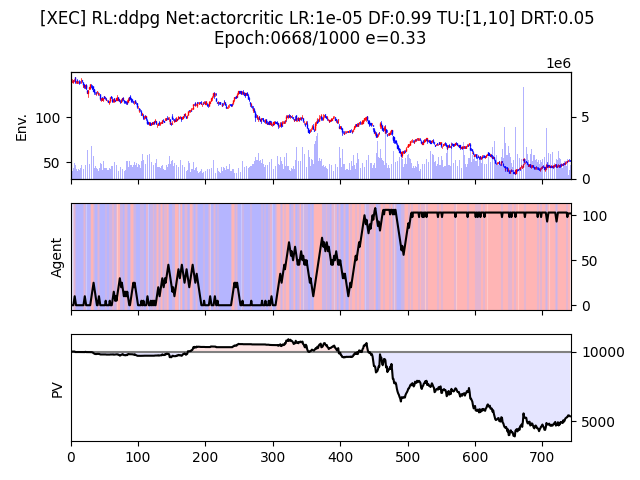 [XEC] RL:ddpg Net:actorcritic LR:1e-05 DF:0.99 TU:[1,10] DRT:0.05
Epoch:0668/1000 e=0.33
1e6
Env.
100
50
5
0
Agent
100
50
0
PV
10000
5000
0 100 200 300 400 500 600 700